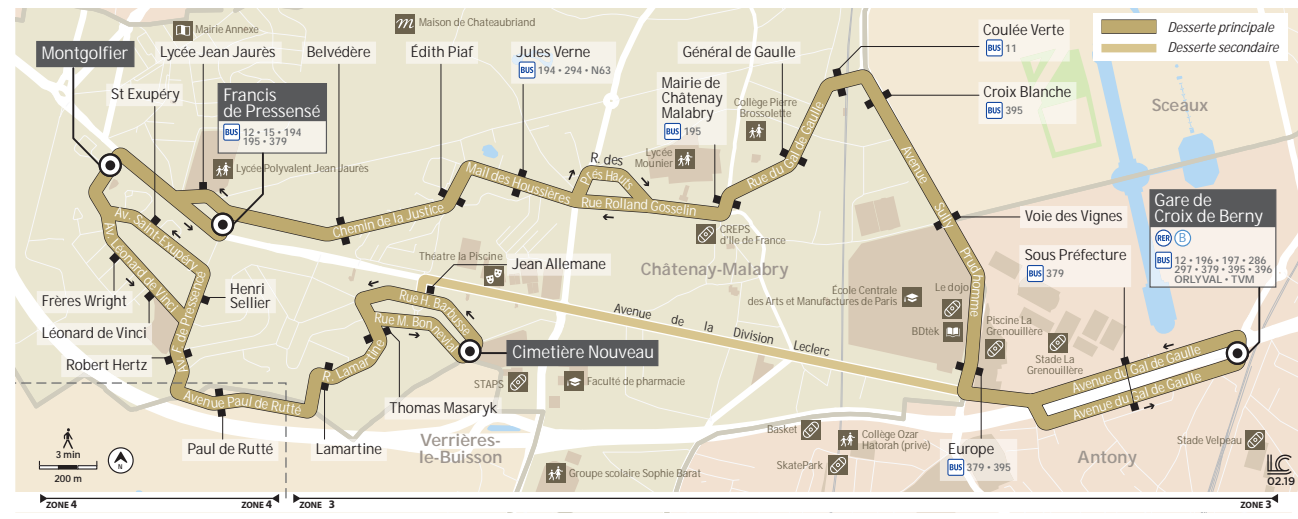 Montgolfier
Mairie Annexe
Lycée Jean Jaurès
Belvédère
m
Maison de Chateaubriand
Édith Piaf
Jules Verne
BUS 194 • 294 • N63
Général de Gaulle
Coulée Verte
BUS 11
Desserte principale
Desserte secondaire
St Exupéry
Francis
de Pressensé
BUS 12 • 15 • 194
195 • 379
Mairie de
Châtenay
Malabry
BUS 195
Collège Pierre
Brossolette
Croix Blanche
BUS 395
Sceaux
Lycée Polyvalent Jean Jaurès
Lycée
Mounier
R. des
Prés Hauts
Mail des Houssières
Rue Rolland Gosselin
Rue du Gal de Gaulle
Avenue
Sully
Prud'homme
Chemin de la Justice
Av. Saint-Exupéry
Av. Léonard de Vinci
CREPS
d'Ile de France
Voie des Vignes
Gare de
Croix de Berny
RER B
BUS 12 • 196 • 197 • 286
297 • 379 • 395 • 396
ORLYVAL • TVM
Théatre la Piscine
Jean Allemane
Châtenay-Malabry
Sous Préfecture
BUS 379
Frères Wright
Henri
Sellier
Léonard de Vinci
Robert Hertz
Av. F. de Pressencé
Rue H. Barbusse
Rue M. Bonnevial
R. Lamartine
Avenue de la Division Leclerc
École Centrale
des Arts et Manufactures de Paris
Le dojo
BDtek
Piscine La
Grenouillère
Stade La
Grenouillère
Cimetière Nouveau
Avenue du Gal de Gaulle
Avenue du Gal de Gaulle
STAPS
Faculté de pharmacie
Avenue Paul de Rutté
Thomas Masaryk
Paul de Rutté
Lamartine
Verrières-
le-Buisson
Basket
Collège Ozar
Hatorah (privé)
SkatePark
Europe
BUS 379 • 395
Antony
Stade Velpeau
Groupe scolaire Sophie Barat
3 min
200 m
N
LC
02.19
ZONE 4
ZONE 4
ZONE 3
ZONE 3